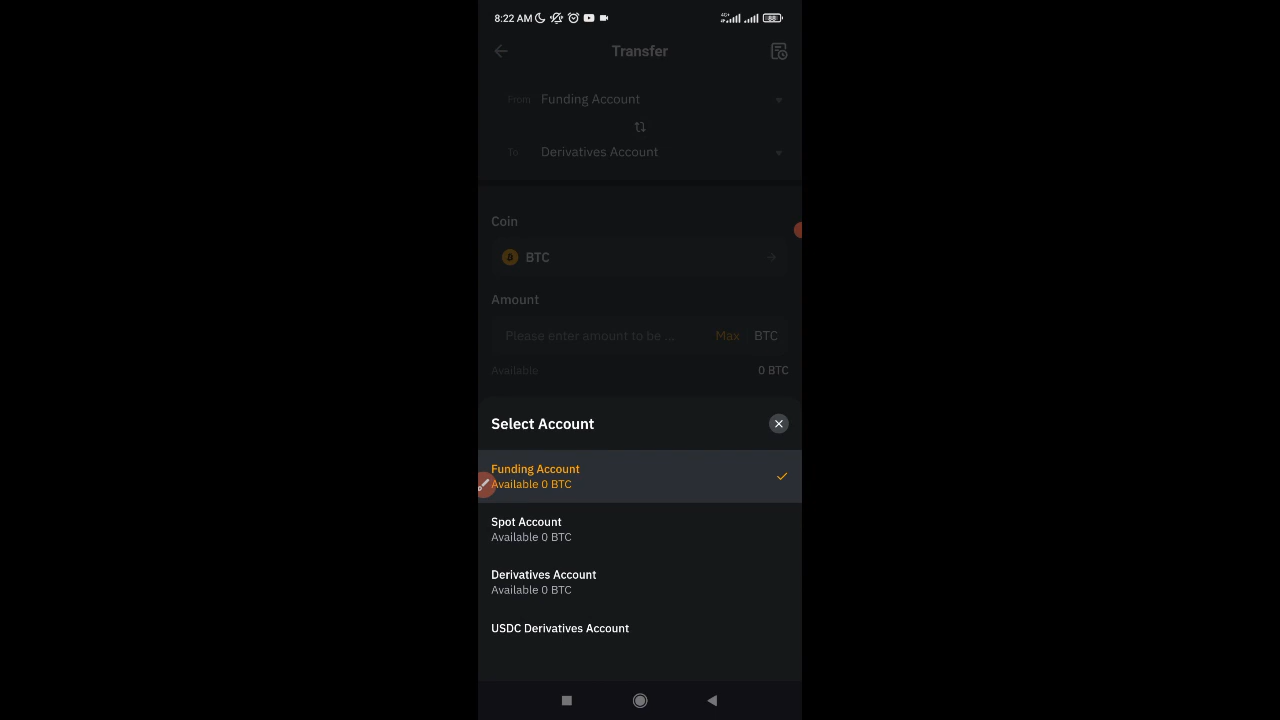 8:22 AM
Transfer
From Funding Account
To Derivatives Account
Coin
BTC
Amount
Please enter amount to be ... Max BTC
Available 0 BTC
Select Account
Funding Account
Available 0 BTC
Spot Account
Available 0 BTC
Derivatives Account
Available 0 BTC
USDC Derivatives Account